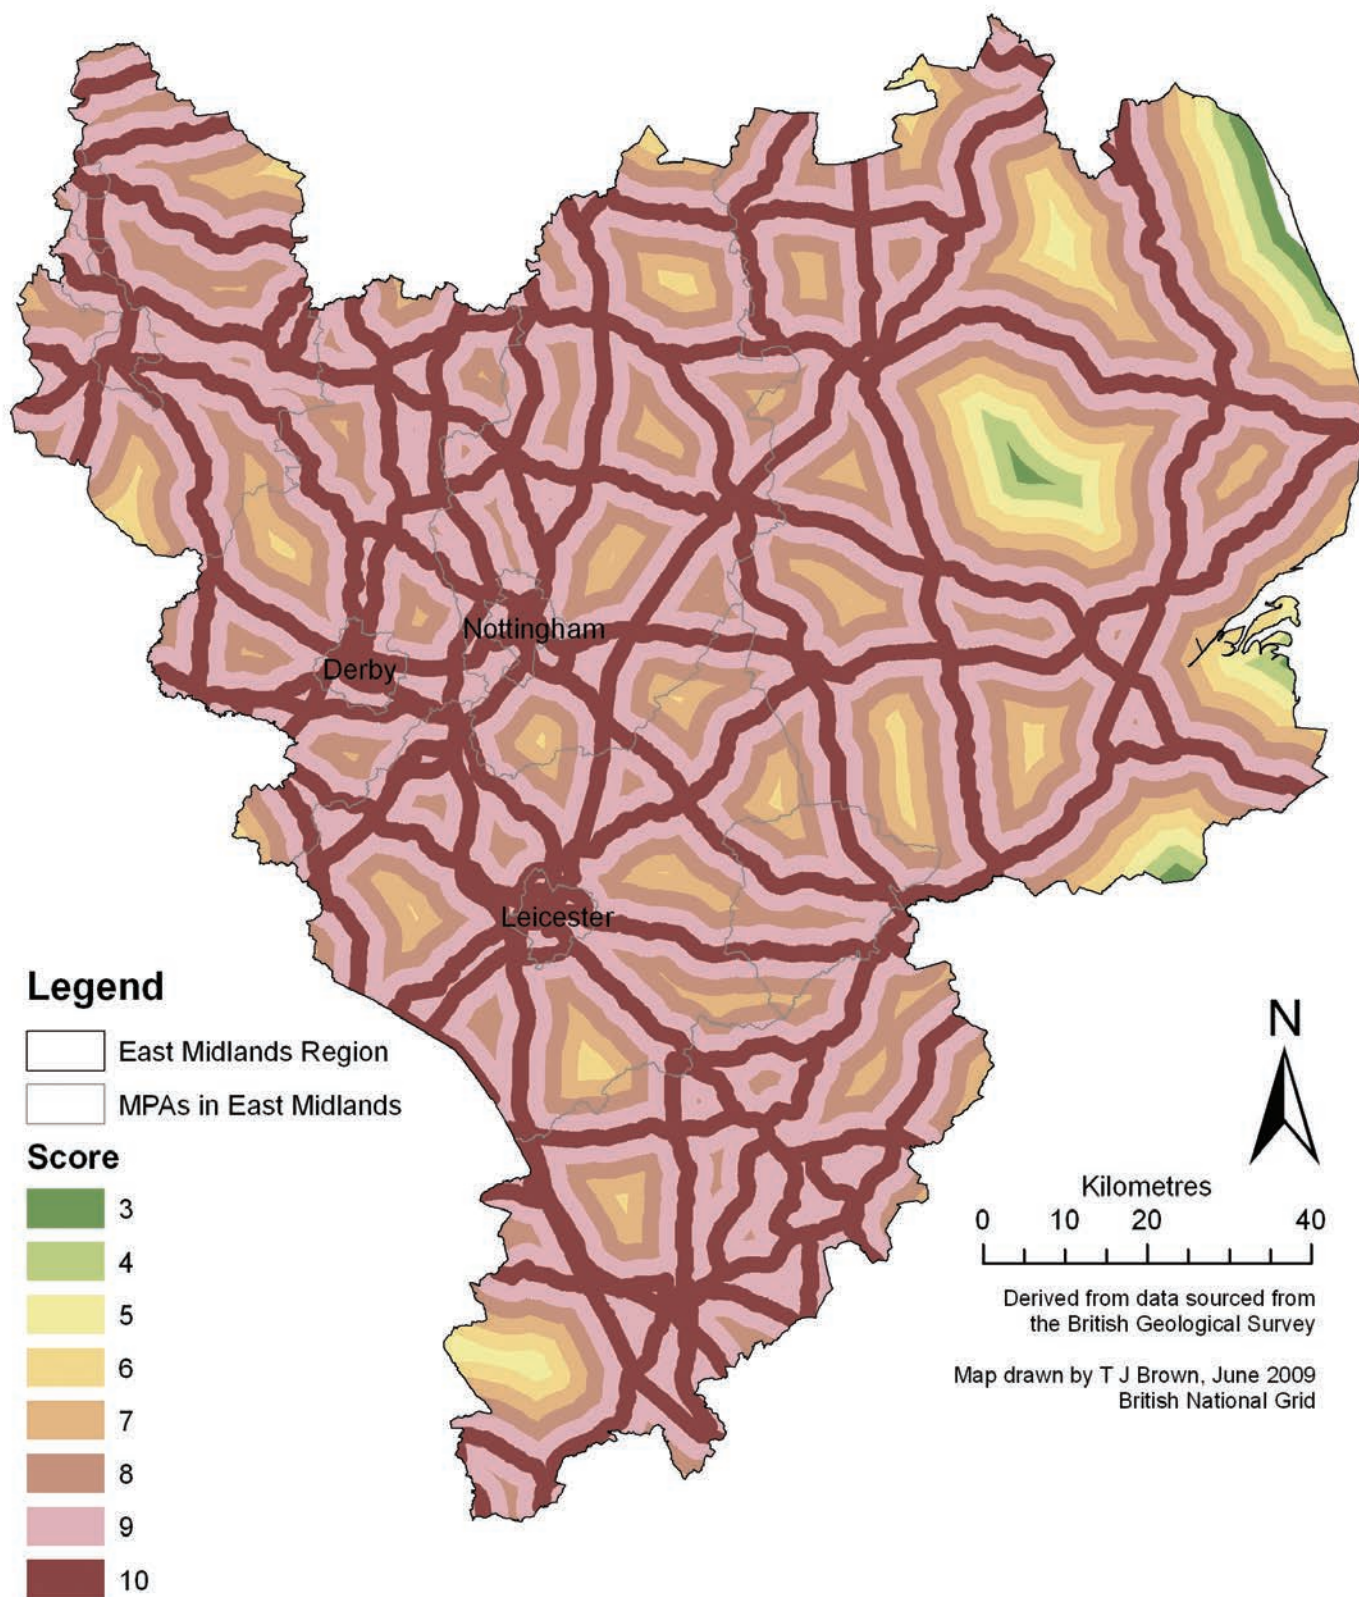 Nottingham
Derby
Leicester
Legend
East Midlands Region
MPAs in East Midlands
Score
3
4
5
6
7
8
9
10
N
Kilometres
0 10 20 40
Derived from data sourced from
the British Geological Survey
Map drawn by T J Brown, June 2009
British National Grid